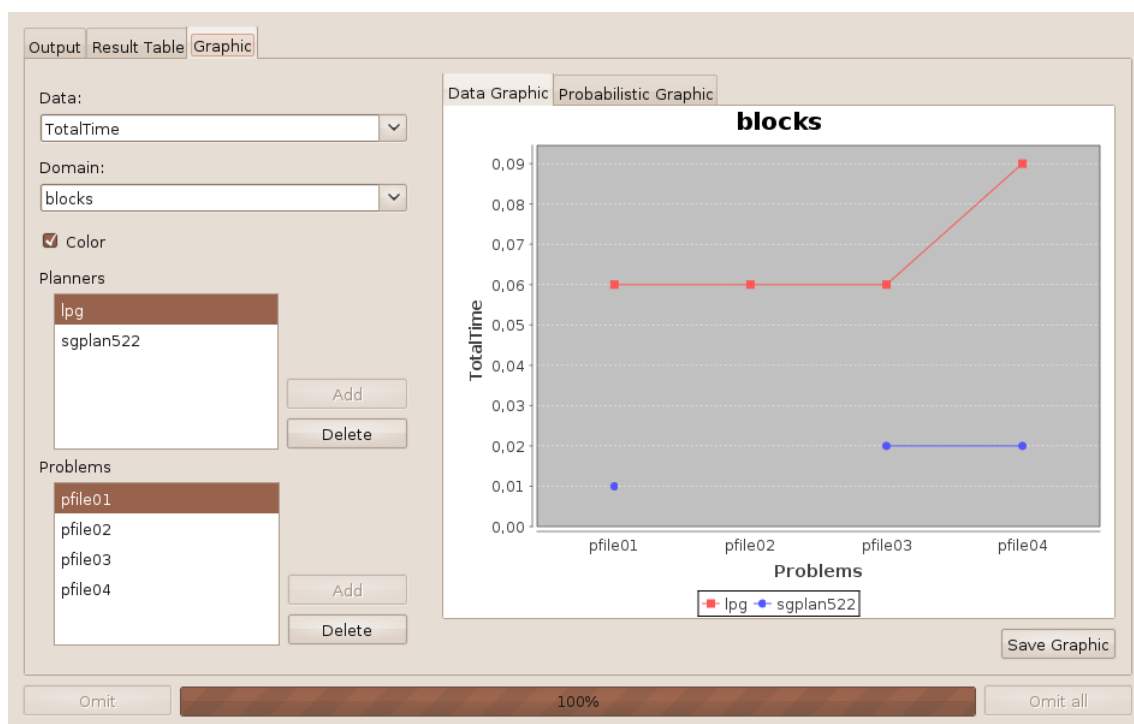 Output Result Table Graphic
Data:
TotalTime
Domain:
blocks
Color
Planners
lpg
sgplan522
Add
Delete
Problems
pfile01
pfile02
pfile03
pfile04
Add
Delete
Data Graphic Probabilistic Graphic
blocks
TotalTime
0,09
0,08
0,07
0,06
0,05
0,04
0,03
0,02
0,01
0,00
pfile01 pfile02 pfile03 pfile04
Problems
lpg sgplan522
Save Graphic
Omit 100% Omit all